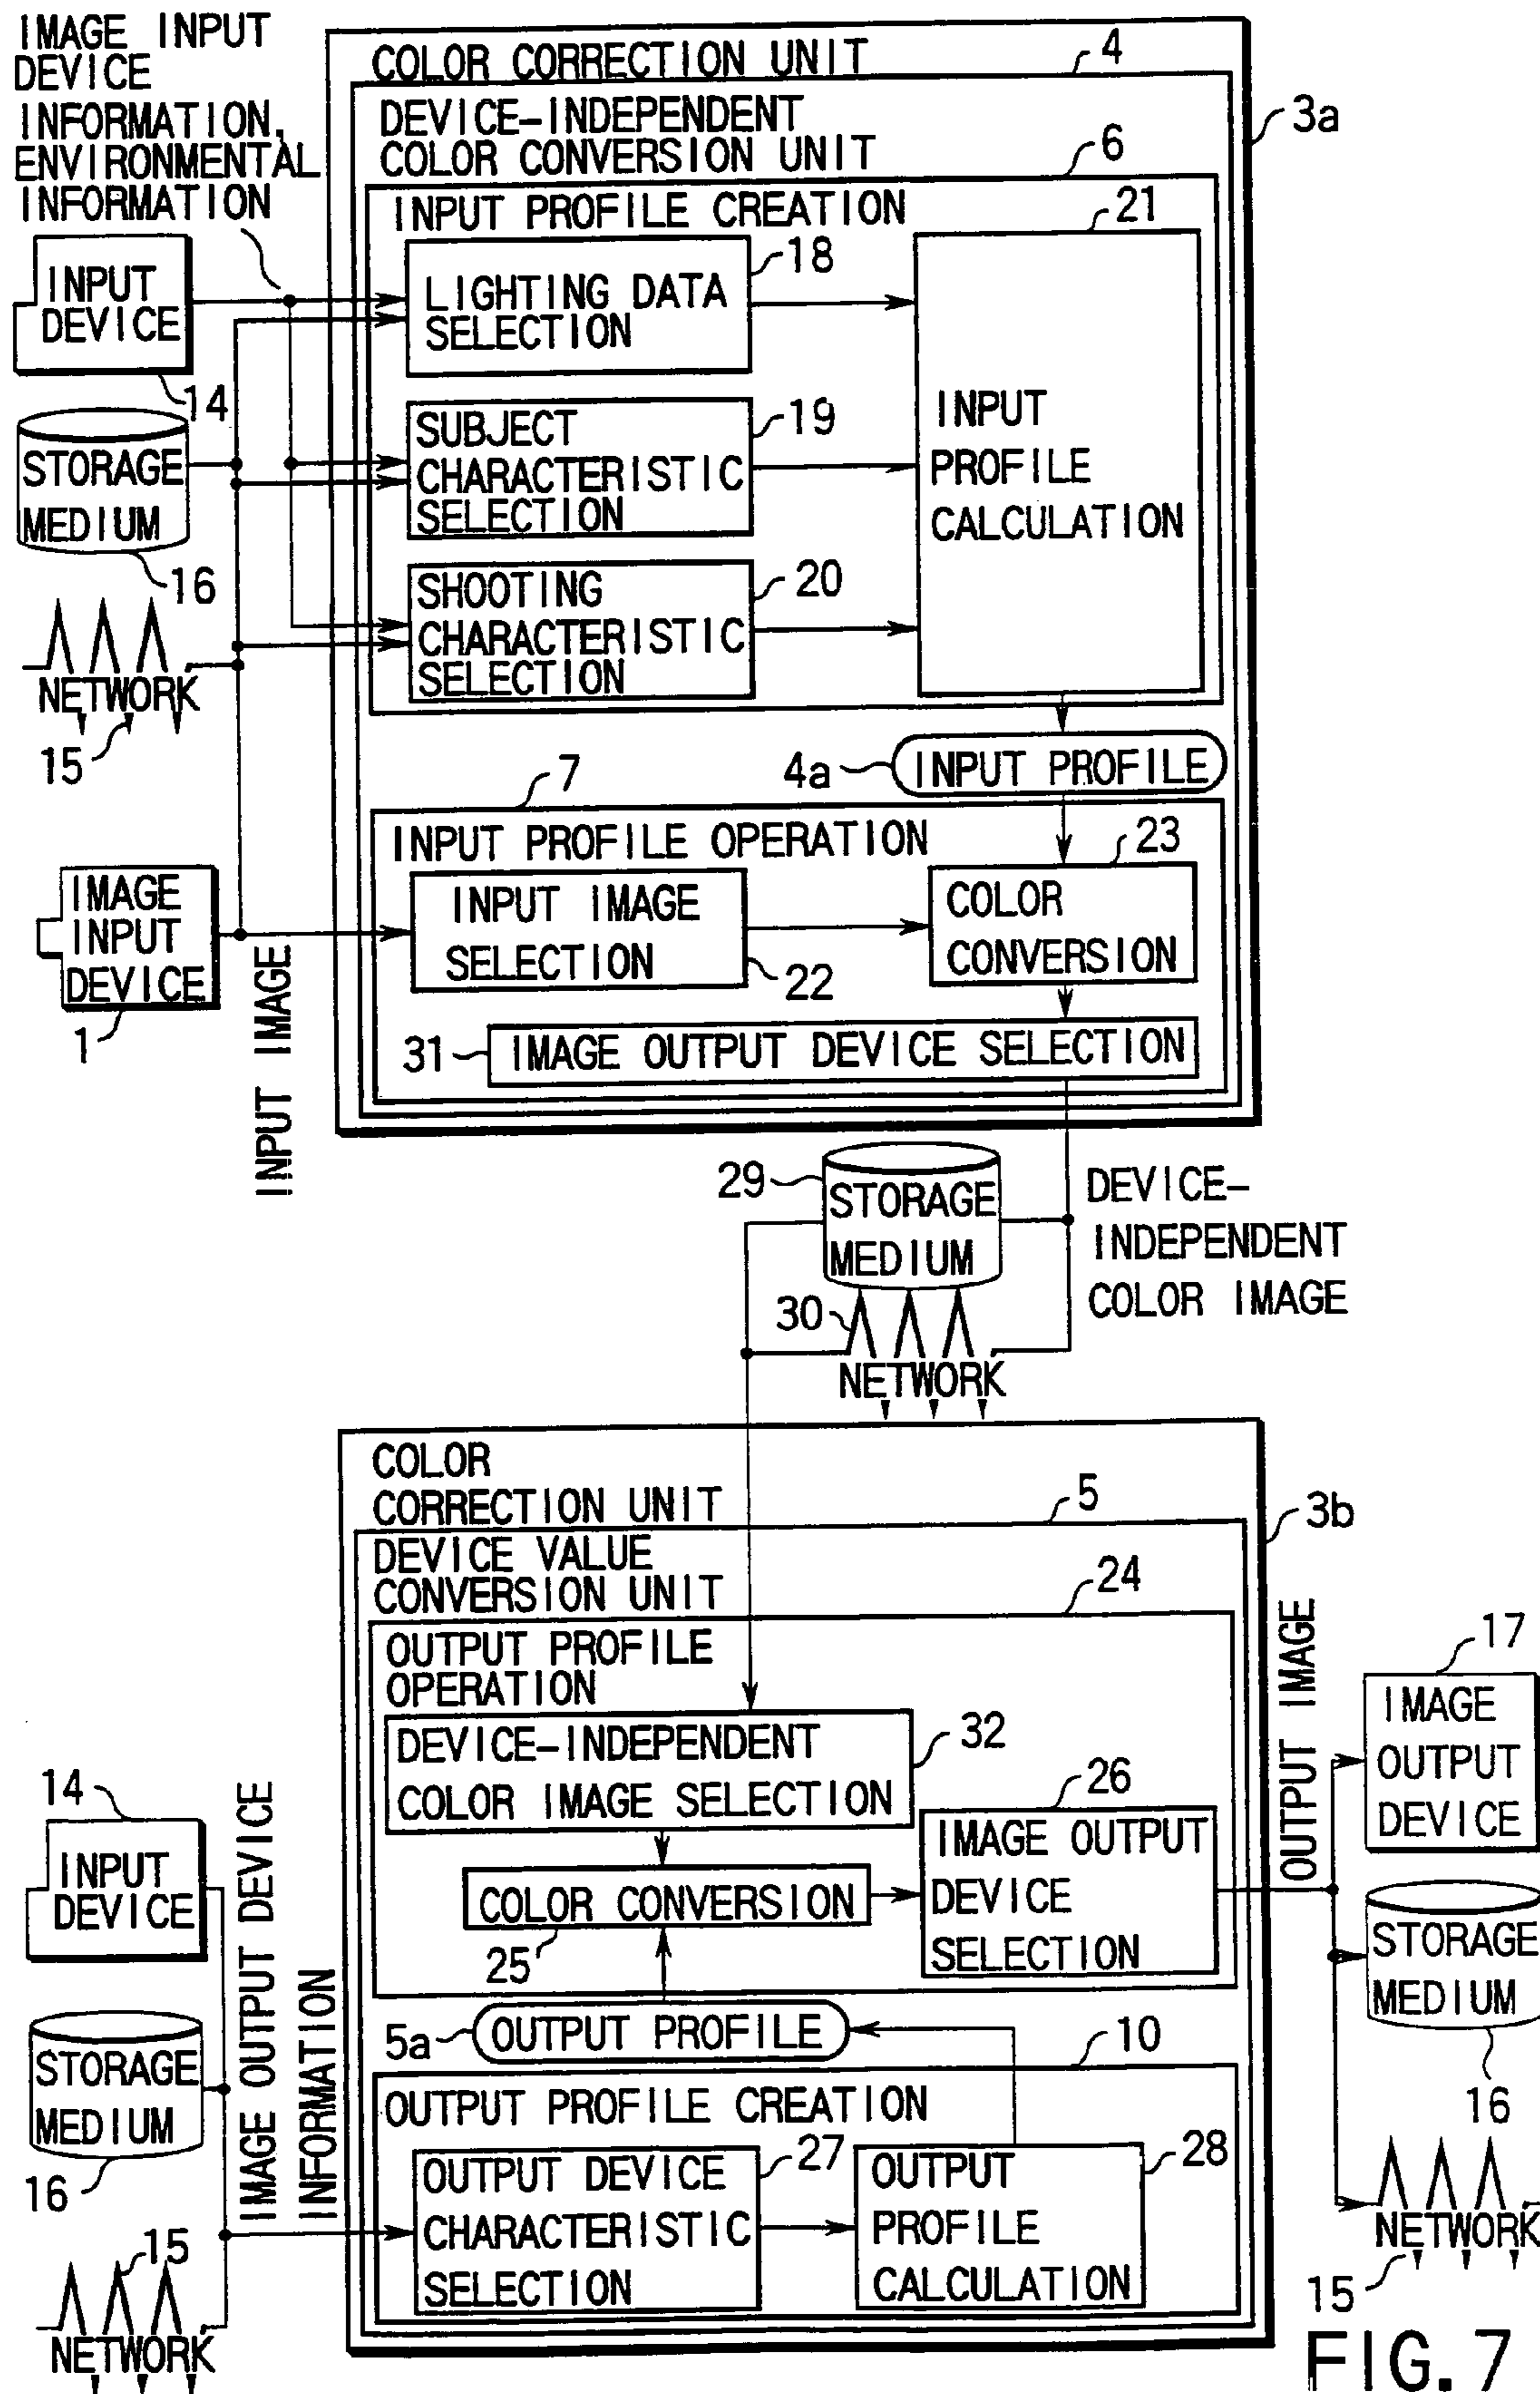 IMAGE INPUT
DEVICE
INFORMATION,
ENVIRONMENTAL
INFORMATION
COLOR CORRECTION UNIT
4
3a
DEVICE-INDEPENDENT
COLOR CONVERSION UNIT
6
INPUT PROFILE CREATION
21
INPUT
DEVICE
14
LIGHTING DATA
SELECTION
18
STORAGE
MEDIUM
16
SUBJECT
CHARACTERISTIC
SELECTION
19
INPUT
PROFILE
CALCULATION
NETWORK
15
SHOOTING
CHARACTERISTIC
SELECTION
20
4a
INPUT PROFILE
7
INPUT PROFILE OPERATION
23
IMAGE
INPUT
DEVICE
1
INPUT IMAGE
INPUT IMAGE
SELECTION
22
COLOR
CONVERSION
31
IMAGE OUTPUT DEVICE SELECTION
29
STORAGE
MEDIUM
DEVICE-
INDEPENDENT
COLOR IMAGE
30
NETWORK
COLOR
CORRECTION UNIT
5
3b
DEVICE VALUE
CONVERSION UNIT
24
OUTPUT PROFILE
OPERATION
DEVICE-INDEPENDENT
COLOR IMAGE SELECTION
32
26
COLOR CONVERSION
25
IMAGE OUTPUT
DEVICE
SELECTION
OUTPUT IMAGE
17
IMAGE
OUTPUT
DEVICE
STORAGE
MEDIUM
16
NETWORK
15
14
INPUT
DEVICE
STORAGE
MEDIUM
16
15
NETWORK
IMAGE OUTPUT DEVICE
INFORMATION
5a
OUTPUT PROFILE
10
OUTPUT PROFILE CREATION
OUTPUT DEVICE
CHARACTERISTIC
SELECTION
27
OUTPUT
PROFILE
CALCULATION
28
FIG. 7